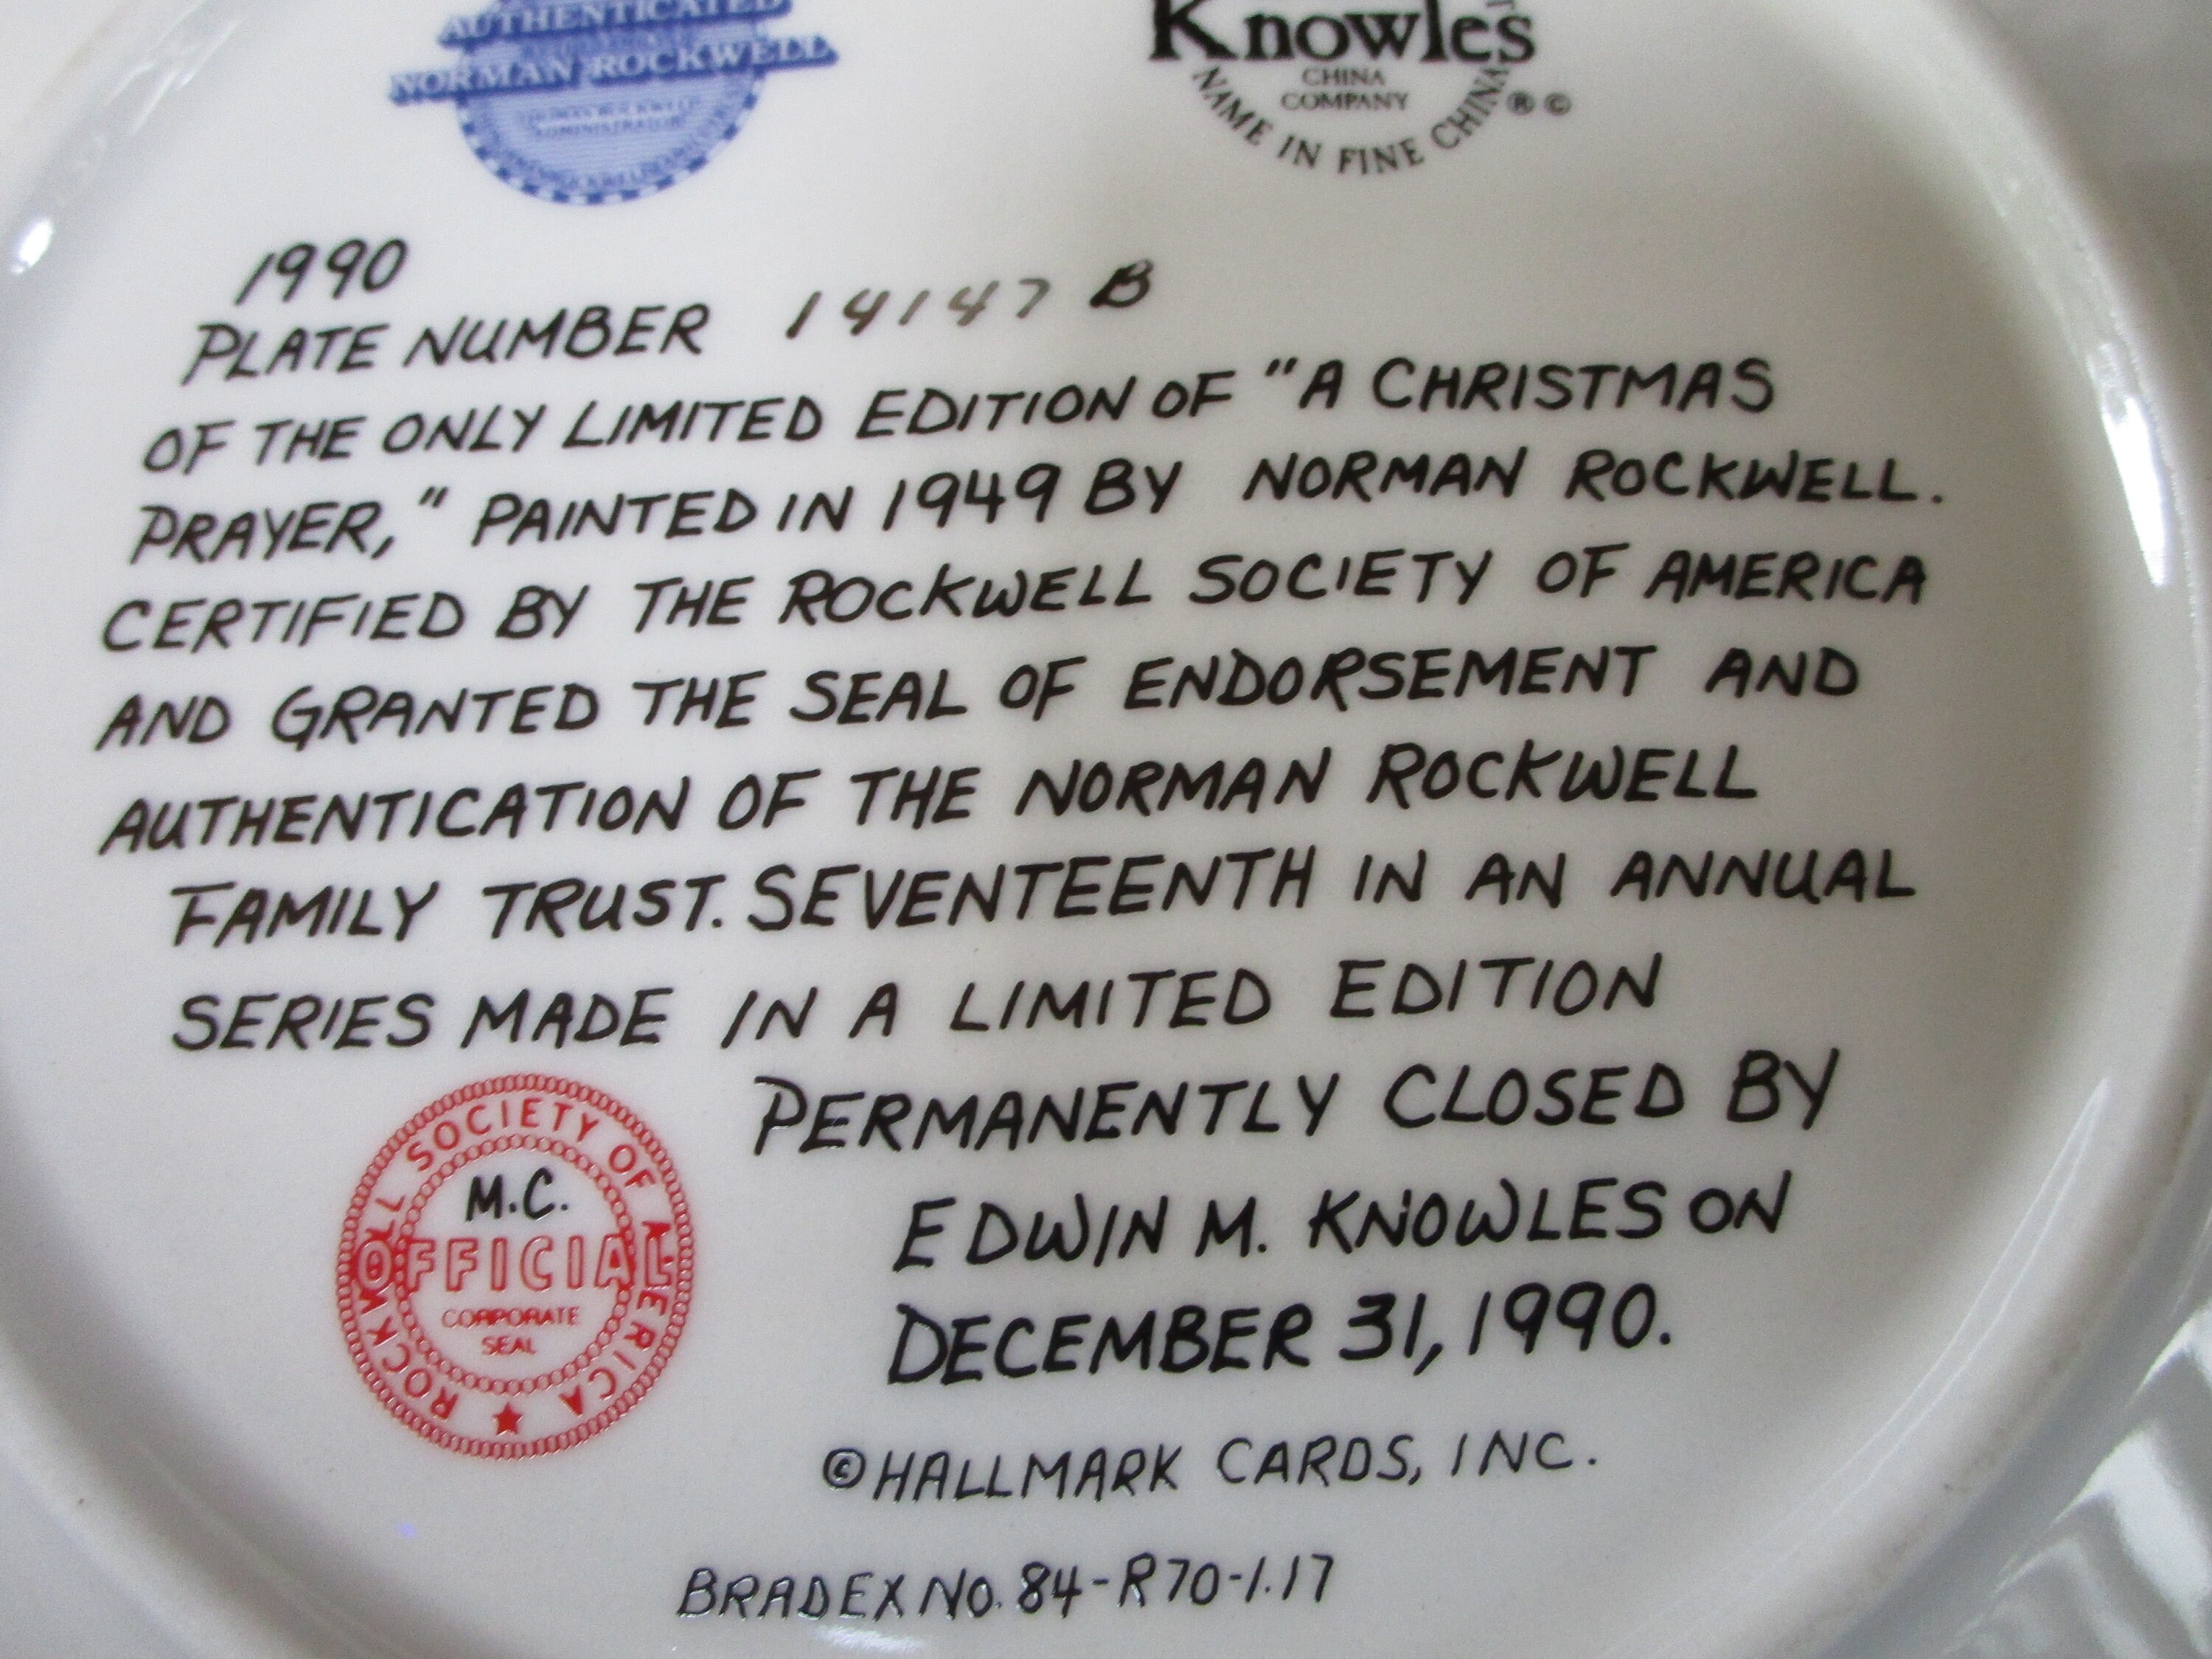 AUTHENTICATED
NORMAN ROCKWELL
ADMINISTRATOR
Knowles
CHINA
COMPANY
NAME IN FINE CHINA
® ©
1990
PLATE NUMBER 14147 B
OF THE ONLY LIMITED EDITION OF "A CHRISTMAS
PRAYER," PAINTED IN 1949 BY NORMAN ROCKWELL.
CERTIFIED BY THE ROCKWELL SOCIETY OF AMERICA
AND GRANTED THE SEAL OF ENDORSEMENT AND
AUTHENTICATION OF THE NORMAN ROCKWELL
FAMILY TRUST. SEVENTEENTH IN AN ANNUAL
SERIES MADE IN A LIMITED EDITION
PERMANENTLY CLOSED BY
EDWIN M. KNOWLES ON
DECEMBER 31, 1990.
ROCKWELL SOCIETY OF AMERICA
M.C.
OFFICIAL
CORPORATE
SEAL
©HALLMARK CARDS, INC.
BRADEX NO. 84-R70-1.17